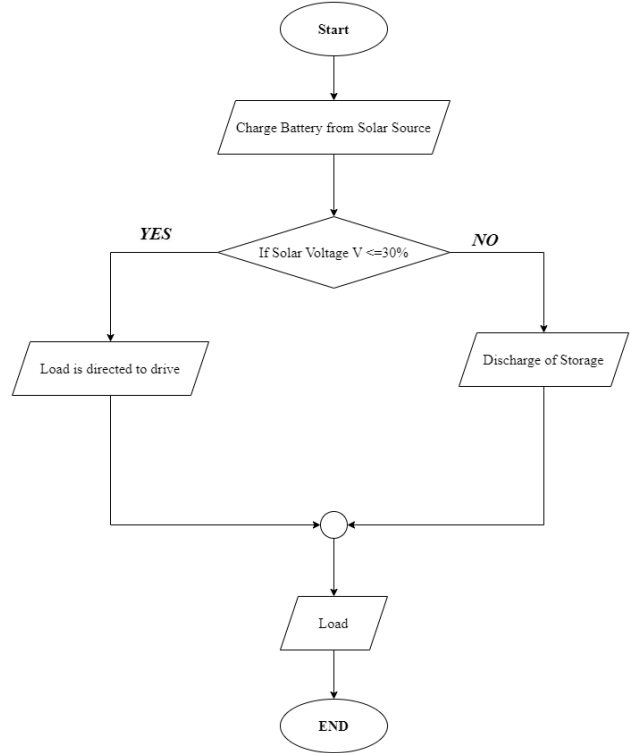 Start
Charge Battery from Solar Source
YES
NO
If Solar Voltage V <=30%
Load is directed to drive
Discharge of Storage
Load
END